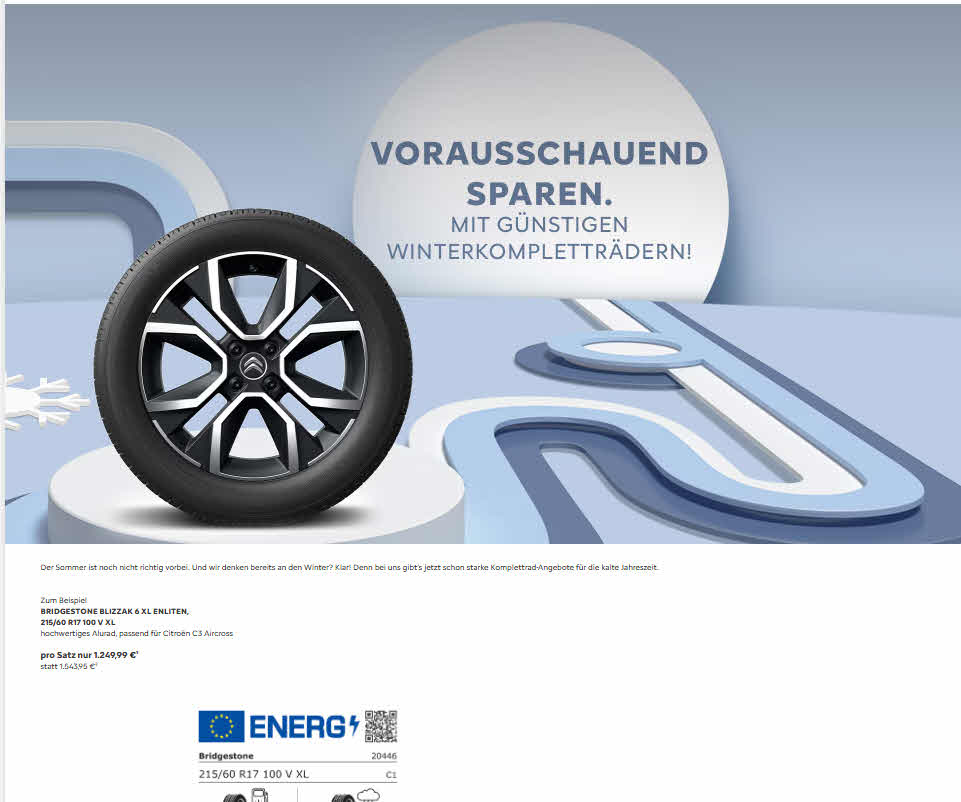 VORAUSSCHAUEND
SPAREN.
MIT GÜNSTIGEN
WINTERKOMPLETTRÄDERN!
Der Sommer ist noch nicht richtig vorbei. Und wir denken bereits an den Winter? Klar! Denn bei uns gibt's jetzt schon starke Komplettrad-Angebote für die kalte Jahreszeit.
Zum Beispiel
BRIDGESTONE BLIZZAK 6 XL ENLITEN,
215/60 R17 100 V XL
hochwertiges Alurad, passend für Citroën C3 Aircross
pro Satz nur 1.249,99 €¹
statt 1.543,95 €²
ENERG
Bridgestone 20446
215/60 R17 100 V XL C1